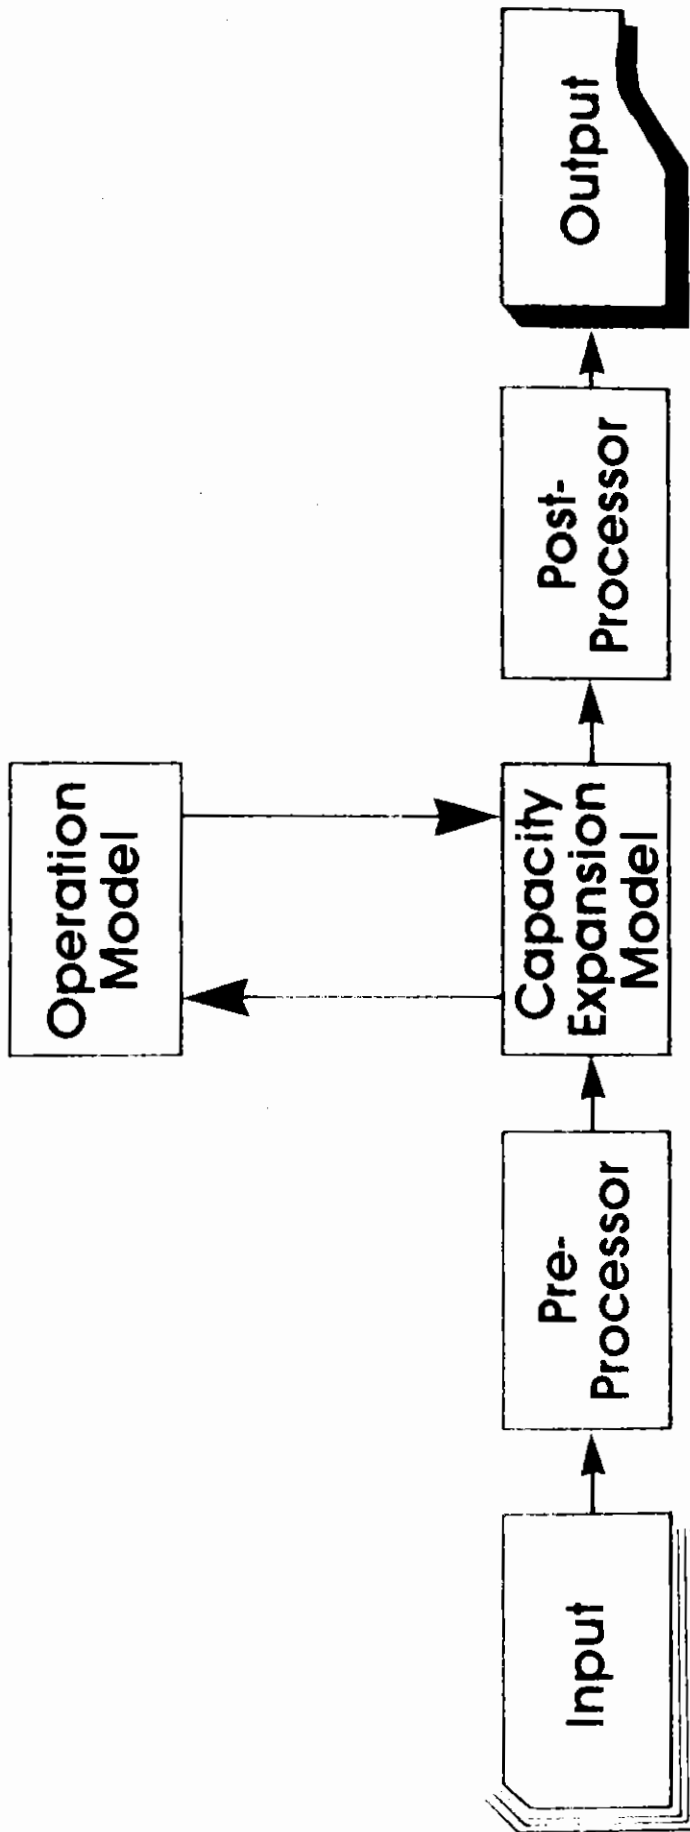 Operation
Model
Input
Pre-
Processor
Capacity
Expansion
Model
Post-
Processor
Output